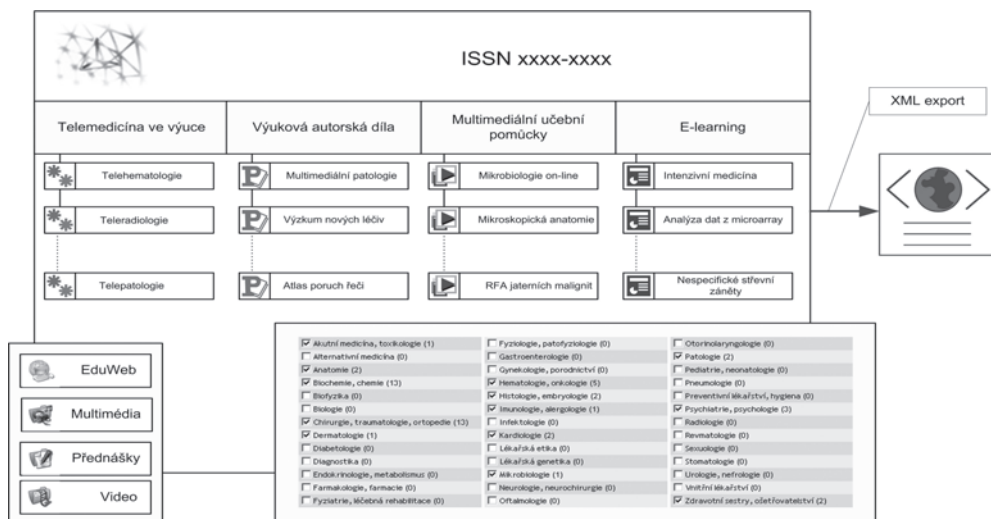 ISSN xxxx-xxxx
Telemedicína ve výuce
Výuková autorská díla
Multimediální učební
pomůcky
E-learning
XML export
Telehematologie
Multimediální patologie
Mikrobiologie on-line
Intenzivní medicína
Teleradiologie
Výzkum nových léčiv
Mikroskopická anatomie
Analýza dat z microarray
Telepatologie
Atlas poruch řeči
RFA jaterních malignit
Nespecifické střevní
záněty
EduWeb
Multimédia
Přednášky
Video
Akutní medicína, toxikologie (1)
Alternativní medicína (0)
Anatomie (2)
Biochemie, chemie (13)
Biofyzika (0)
Biologie (0)
Chirurgie, traumatologie, ortopedie (13)
Dermatologie (1)
Diabetologie (0)
Diagnostika (0)
Endokrinologie, metabolismus (0)
Farmakologie, farmacie (0)
Fyziatrie, léčebná rehabilitace (0)
Fyziologie, patofyziologie (0)
Gastroenterologie (0)
Gynekologie, porodnictví (0)
Hematologie, onkologie (5)
Histologie, embryologie (2)
Imunologie, alergologie (1)
Infektologie (0)
Kardiologie (2)
Lékařská etika (0)
Lékařská genetika (0)
Mikrobiologie (1)
Neurologie, neurochirurgie (0)
Oftalmologie (0)
Otorinolaryngologie (0)
Patologie (2)
Pediatrie, neonatologie (0)
Pneumologie (0)
Preventivní lékařství, hygiena (0)
Psychiatrie, psychologie (3)
Radiologie (0)
Revmatologie (0)
Sexuologie (0)
Stomatologie (0)
Urologie, nefrologie (0)
Vnitřní lékařství (0)
Zdravotní sestry, ošetřovatelství (2)